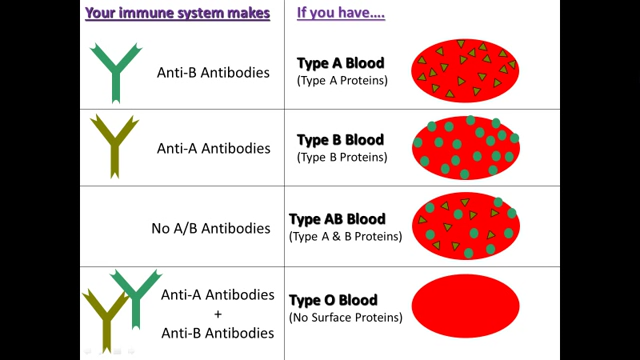 Your immune system makes
If you have….
Anti-B Antibodies
Type A Blood
(Type A Proteins)
Anti-A Antibodies
Type B Blood
(Type B Proteins)
No A/B Antibodies
Type AB Blood
(Type A & B Proteins)
Anti-A Antibodies
+
Anti-B Antibodies
Type O Blood
(No Surface Proteins)